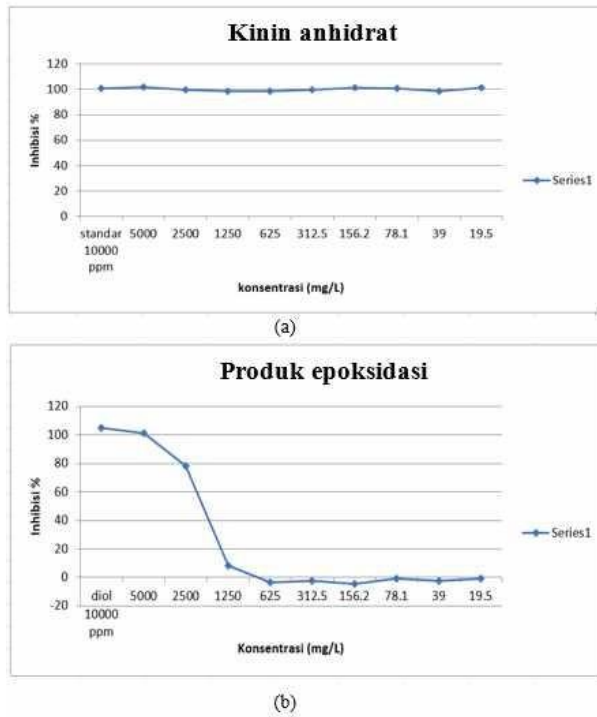 Kinin anhidrat
120
100
80
60
40
20
0
Inhibisi %
standar 5000 2500 1250 625 312.5 156.2 78.1 39 19.5
10000
ppm
konsentrasi (mg/L)
Series1
(a)
Produk epoksidasi
120
100
80
60
40
20
0
-20
Inhibisi %
diol 5000 2500 1250 625 312.5 156.2 78.1 39 19.5
10000
ppm
Konsentrasi (mg/L)
Series1
(b)